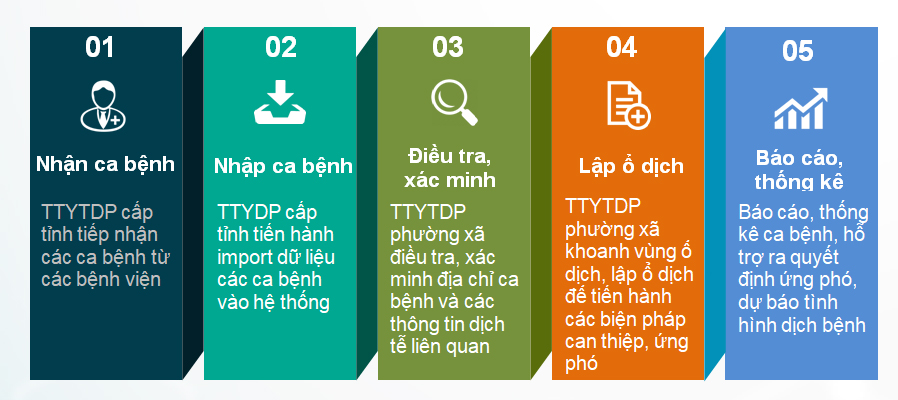 01
Nhận ca bệnh
TTYTDP cấp
tỉnh tiếp nhận
các ca bệnh từ
các bệnh viện
02
Nhập ca bệnh
TTYDP cấp
tỉnh tiến hành
import dữ liệu
các ca bệnh
vào hệ thống
03
Điều tra,
xác minh
TTYTDP
phường xã
điều tra, xác
minh địa chỉ ca
bệnh và các
thông tin dịch
tễ liên quan
04
Lập ổ dịch
TTYTDP
phường xã
khoanh vùng ổ
dịch, lập ổ dịch
để tiến hành
các biện pháp
can thiệp, ứng
phó
05
Báo cáo,
thống kê
Báo cáo, thống
kê ca bệnh, hỗ
trợ ra quyết
định ứng phó,
dự báo tình
hình dịch bệnh